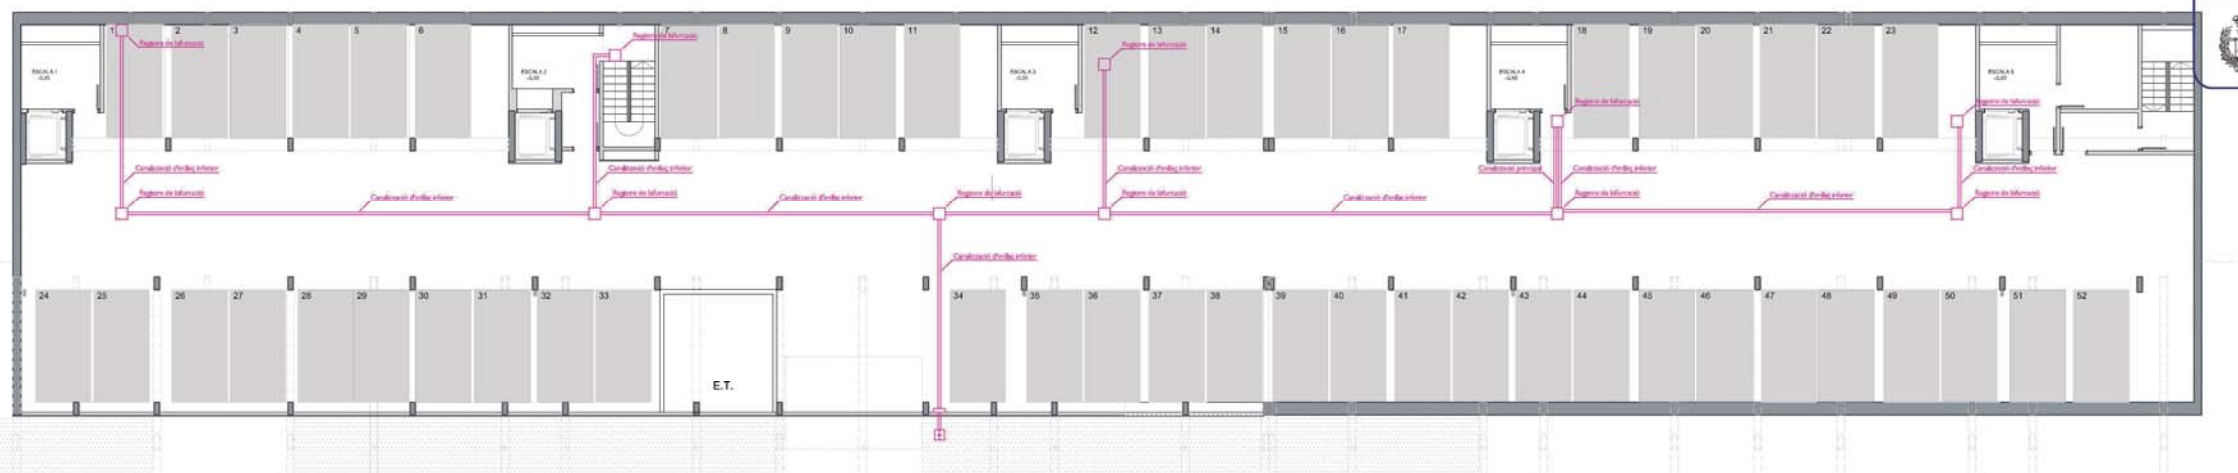 1 2 3 4 5 6 7 8 9 10 11 12 13 14 15 16 17 18 19 20 21 22 23
Registre de bifurcació
Registre de bifurcació
Registre de bifurcació
Registre de bifurcació
Registre de bifurcació
ESCALA 1
ESCALA 2
ESCALA 3
ESCALA 4
ESCALA 5
Canalització d'enllaç inferior
Canalització d'enllaç inferior
Canalització d'enllaç inferior
Canalització principal
Canalització d'enllaç inferior
Canalització d'enllaç inferior
Registre de bifurcació
Registre de bifurcació
Registre de bifurcació
Registre de bifurcació
Registre de bifurcació
Registre de bifurcació
Canalització d'enllaç inferior
Canalització d'enllaç inferior
Canalització d'enllaç inferior
Canalització d'enllaç inferior
Canalització d'enllaç inferior
24 25 26 27 28 29 30 31 32 33 34 35 36 37 38 39 40 41 42 43 44 45 46 47 48 49 50 51 52
E.T.